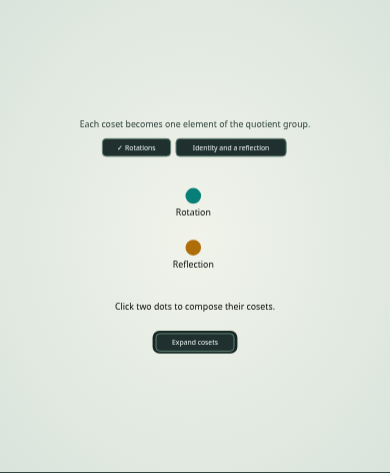 Each coset becomes one element of the quotient group.
✓ Rotations
Identity and a reflection
Rotation
Reflection
Click two dots to compose their cosets.
Expand cosets